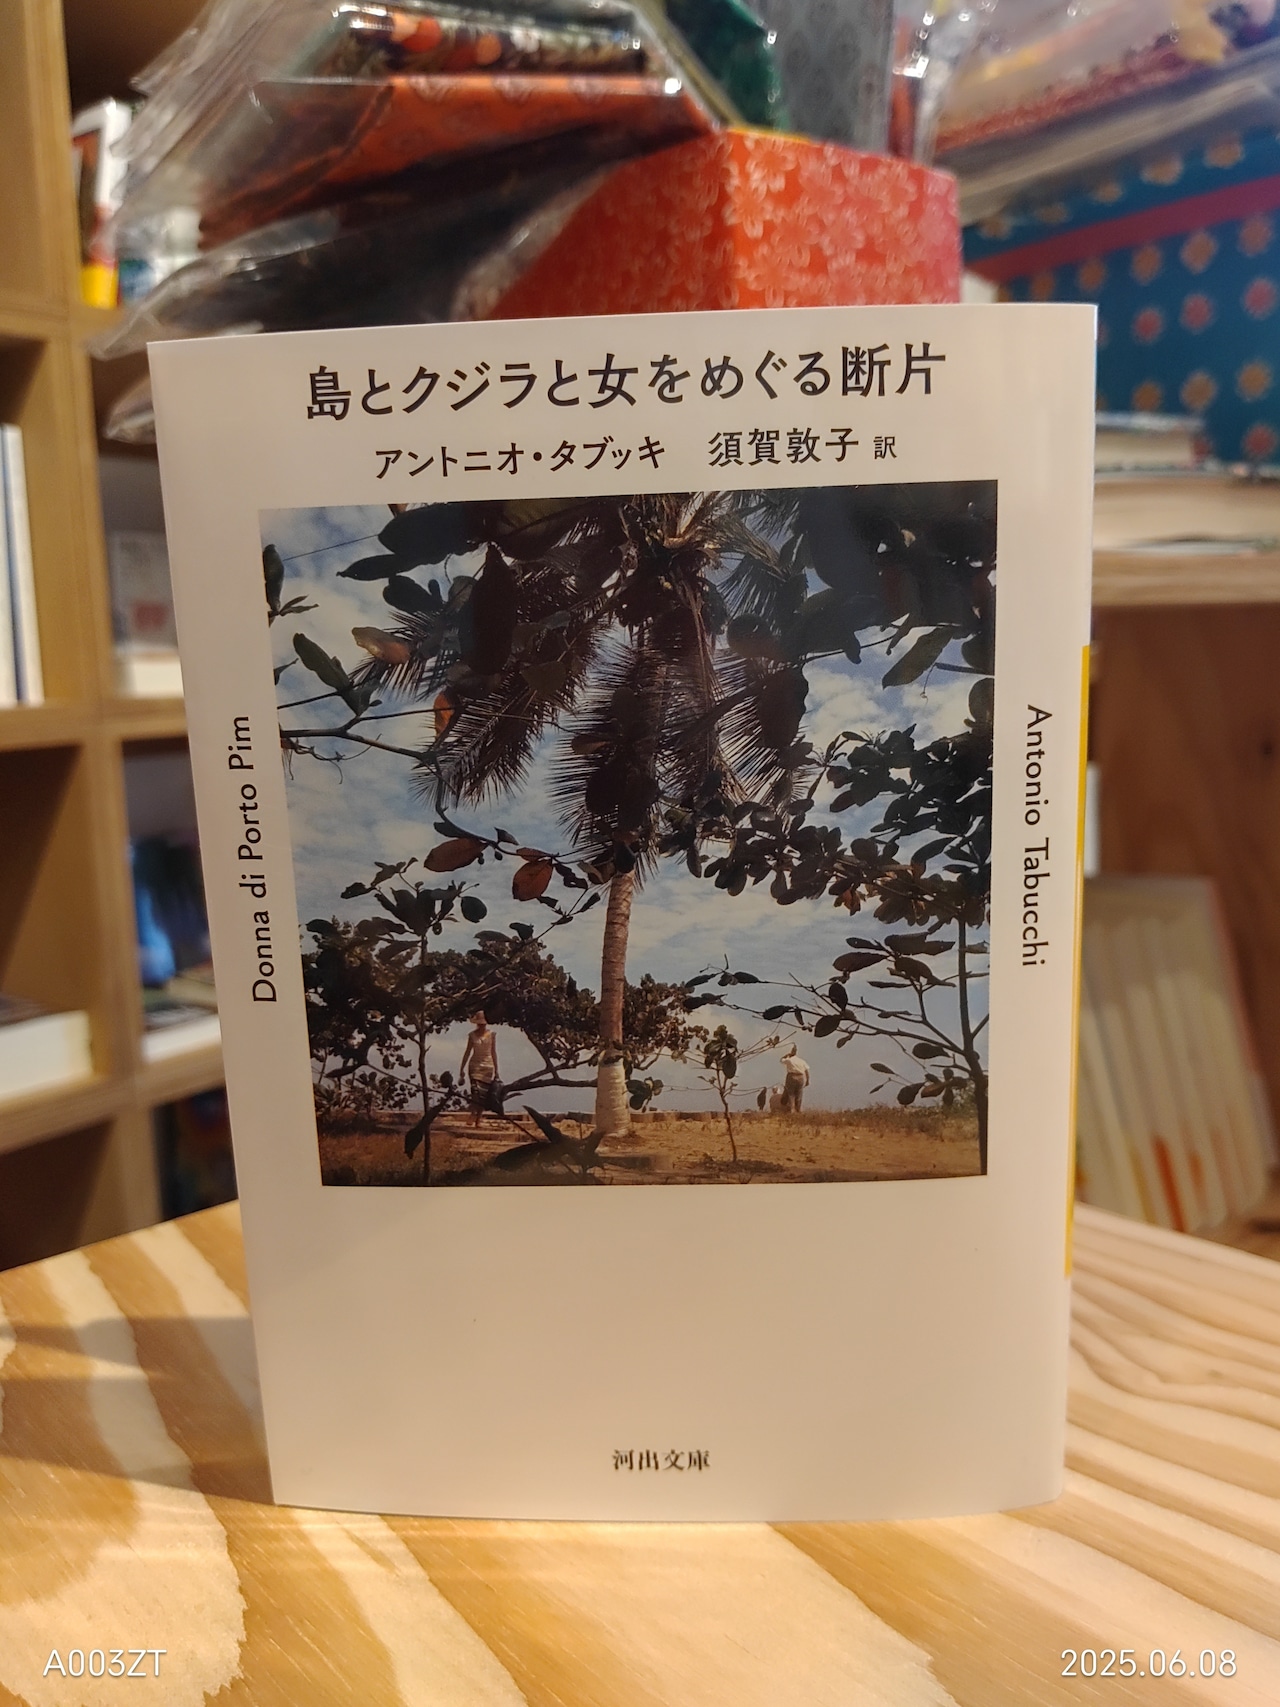 島とクジラと女をめぐる断片
アントニオ・タブッキ 須賀敦子 訳
Donna di Porto Pim
Antonio Tabucchi
河出文庫
A003ZT
2025.06.08